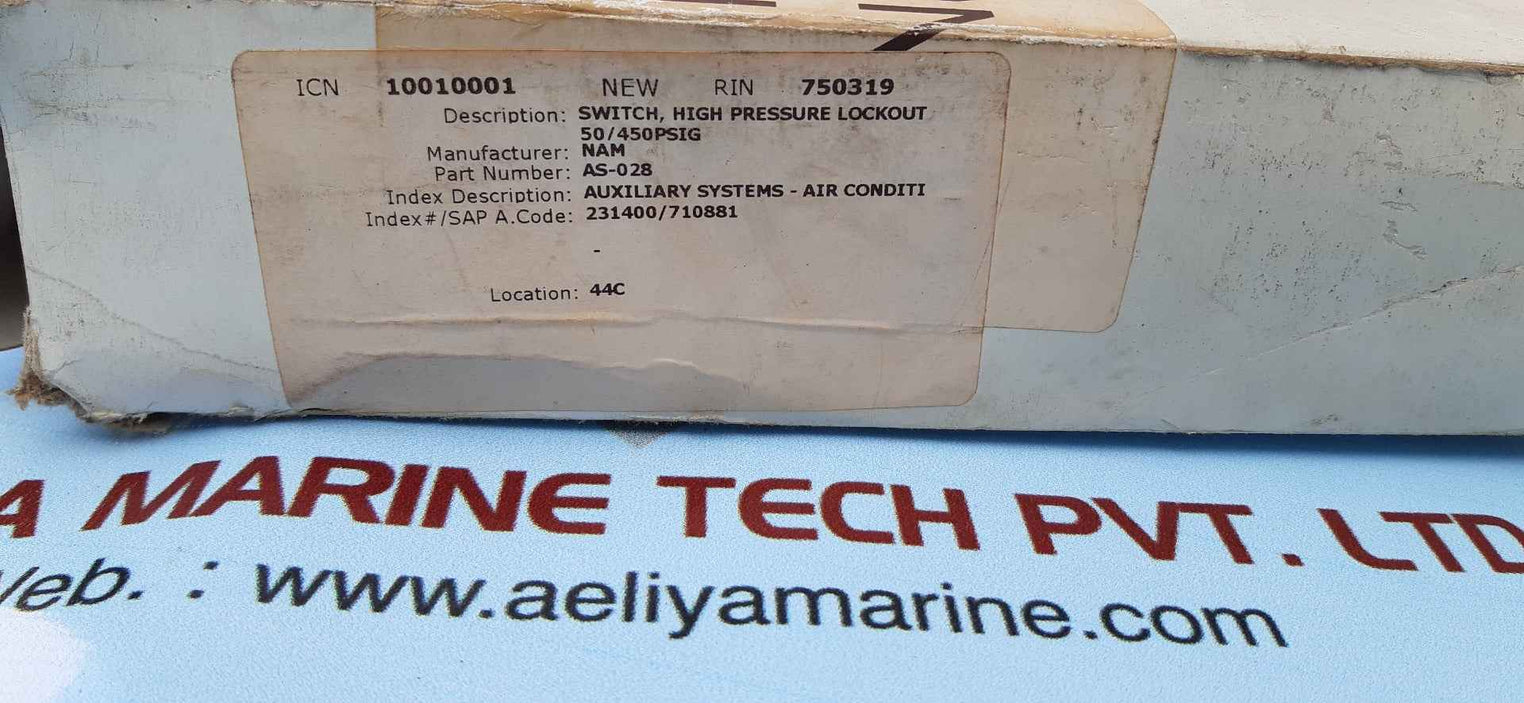 ICN 10010001 NEW RIN 750319
Description: SWITCH, HIGH PRESSURE LOCKOUT
50/450PSIG
Manufacturer: NAM
Part Number: AS-028
Index Description: AUXILIARY SYSTEMS - AIR CONDITI
Index#/SAP A.Code: 231400/710881
-
Location: 44C
A MARINE TECH PVT. LTD
Web. : www.aeliyamarine.com